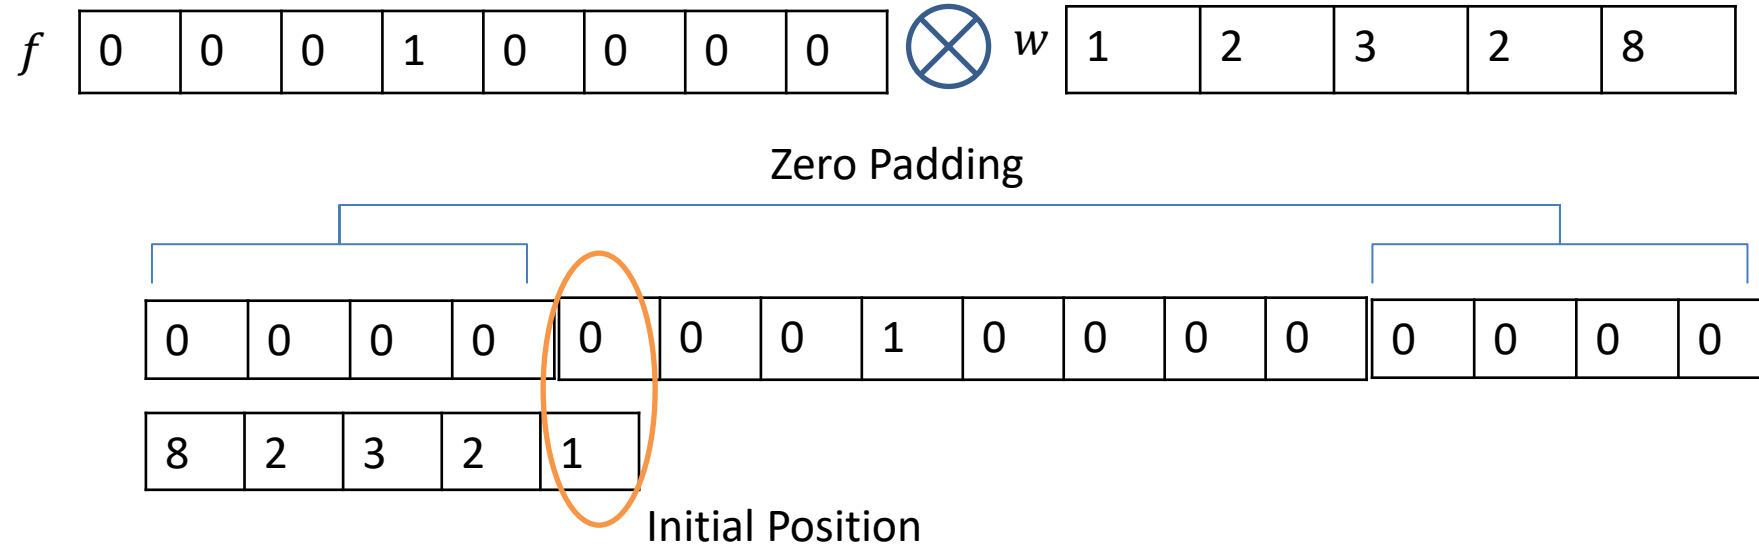 f 0 0 0 1 0 0 0 0 w 1 2 3 2 8
Zero Padding
0 0 0 0 0 0 0 1 0 0 0 0 0 0 0 0
8 2 3 2 1
Initial Position